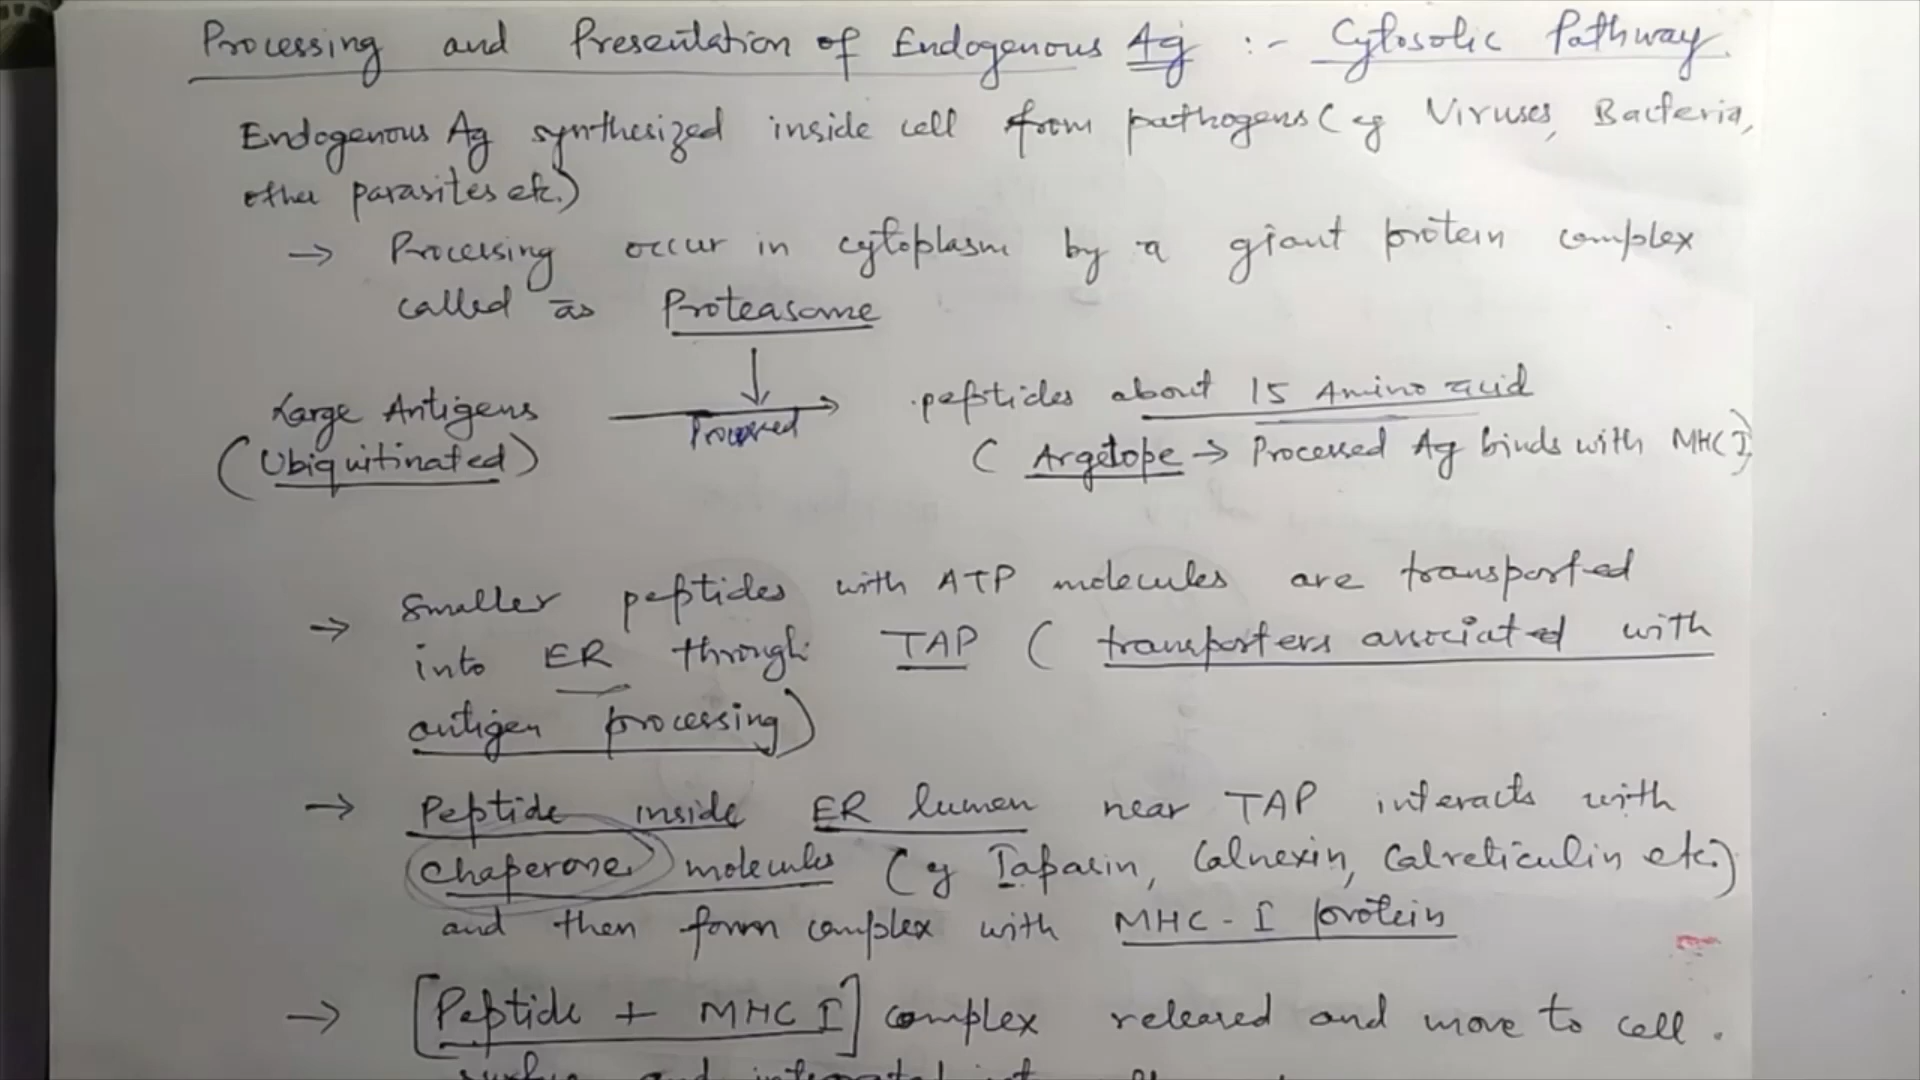 Processing and Presentation of Endogenous Ag :- Cytosolic Pathway
Endogenous Ag synthesized inside cell from pathogens (eg Viruses, Bacteria,
other parasites etc.)
→ Processing occur in cytoplasm by a giant protein complex
called as Proteasome
Large Antigens
(Ubiquitinated)
Processed
peptides about 15 Amino acid
(Argetope → Processed Ag binds with MHC I)
→ Smaller peptides with ATP molecules are transported
into ER through TAP (transporters associated with
antigen processing)
→ Peptide inside ER lumen near TAP interacts with
chaperone molecules (eg Tapasin, Calnexin, Calreticulin etc.)
and then form complex with MHC-I protein
→ [Peptide + MHC I] complex released and move to cell
surface and